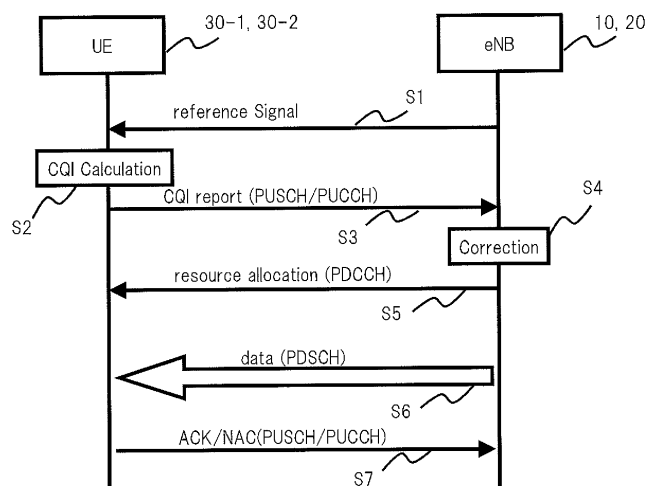 30-1, 30-2
10, 20
UE
eNB
reference Signal
S1
CQI Calculation
S2
CQI report (PUSCH/PUCCH)
S3
S4
Correction
resource allocation (PDCCH)
S5
data (PDSCH)
S6
ACK/NAC(PUSCH/PUCCH)
S7